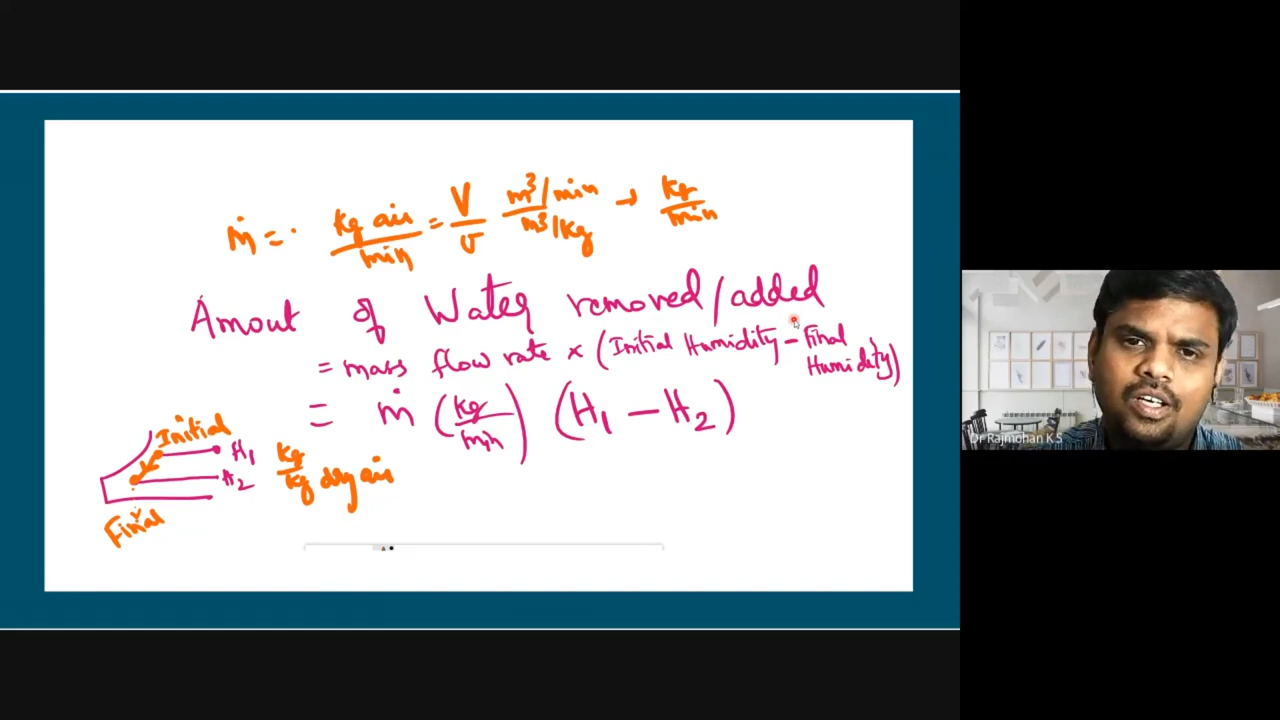 ṁ = · kg air/min = V/v m³/min / m³/kg → kg/min
Amout of Water removed/added
= mass flow rate × (Initial Humidity – Final Humidity)
= ṁ (kg/min) (H₁ – H₂)
Initial
H₁
H₂
kg/kg dry air
Final
Dr Rajmohan K.S